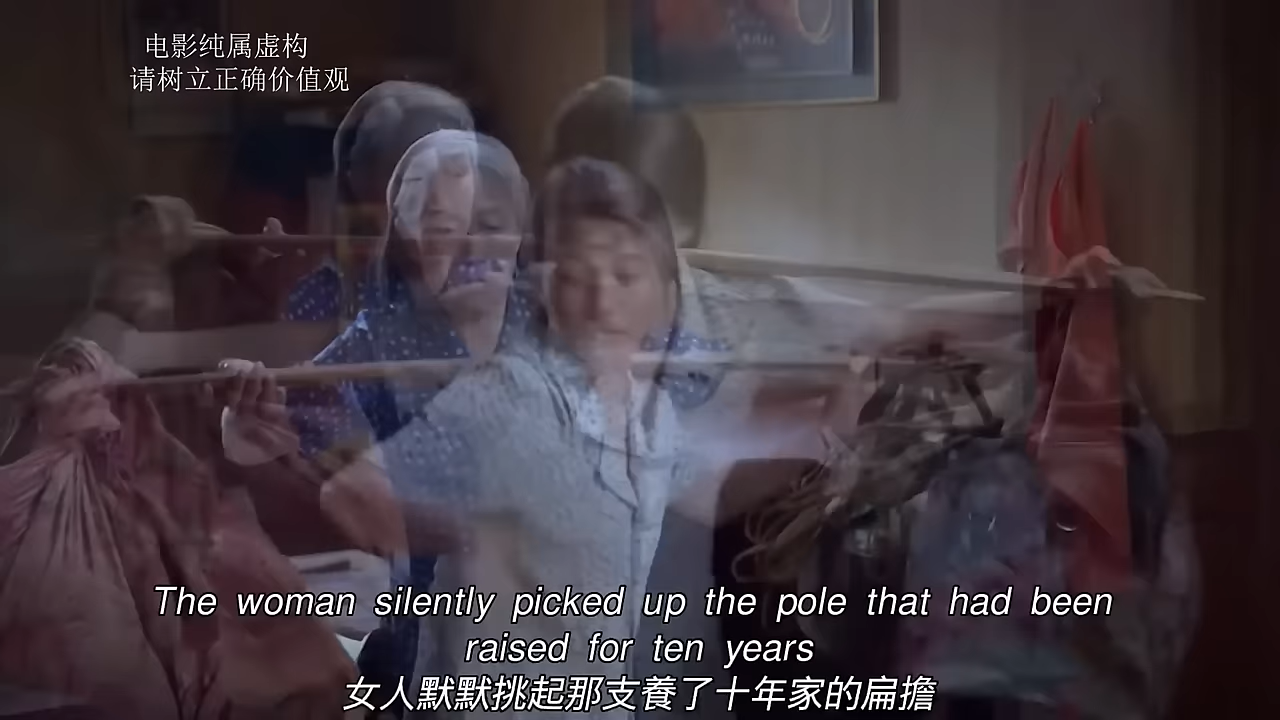 电影纯属虚构
请树立正确价值观
The woman silently picked up the pole that had been
raised for ten years
女人默默挑起那支養了十年家的扁擔